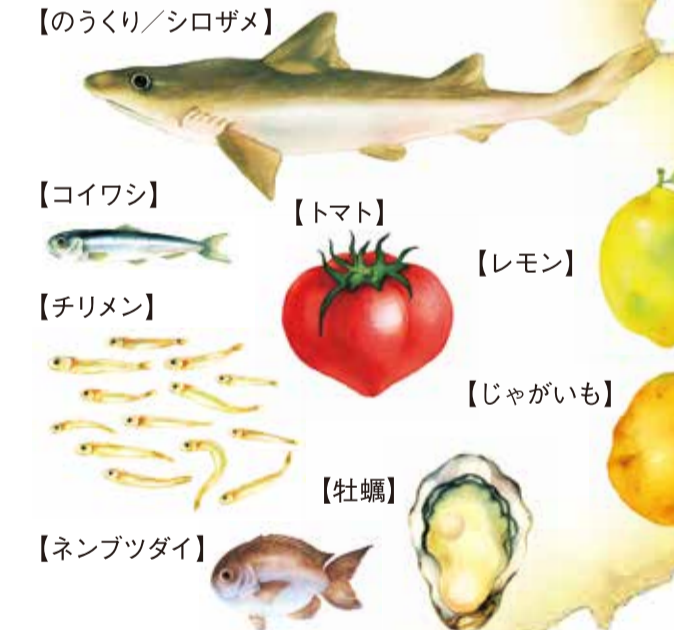 【のうくり／シロザメ】
【コイワシ】
【トマト】
【レモン】
【チリメン】
【じゃがいも】
【牡蠣】
【ネンブツダイ】